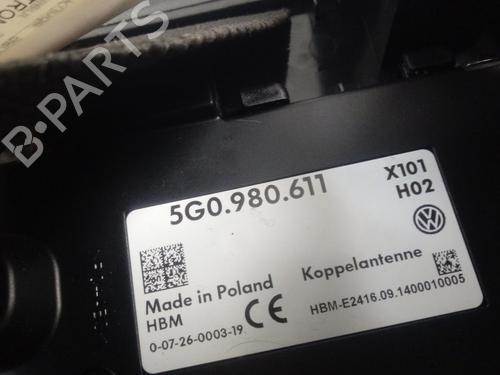 5G0.980.611
X101
H02
Koppelantenne
Made in Poland
HBM
0-07-26-0003-19
CE
HBM-E2416.09.1400010005
B-PARTS